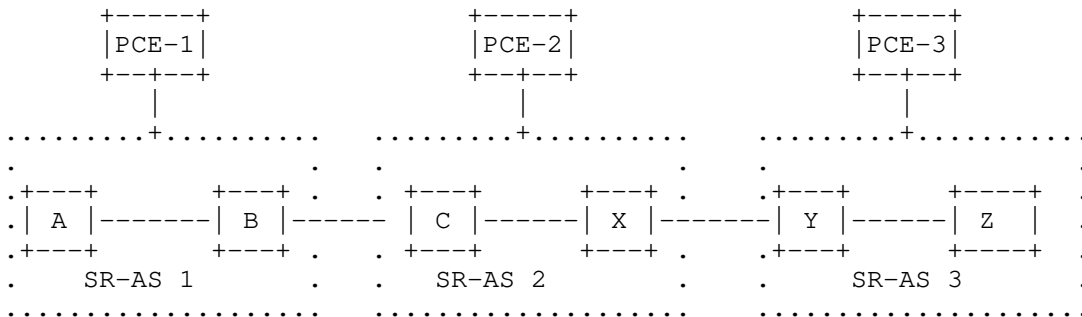 PCE-1 PCE-2 PCE-3
A B C X Y Z
SR-AS 1 SR-AS 2 SR-AS 3